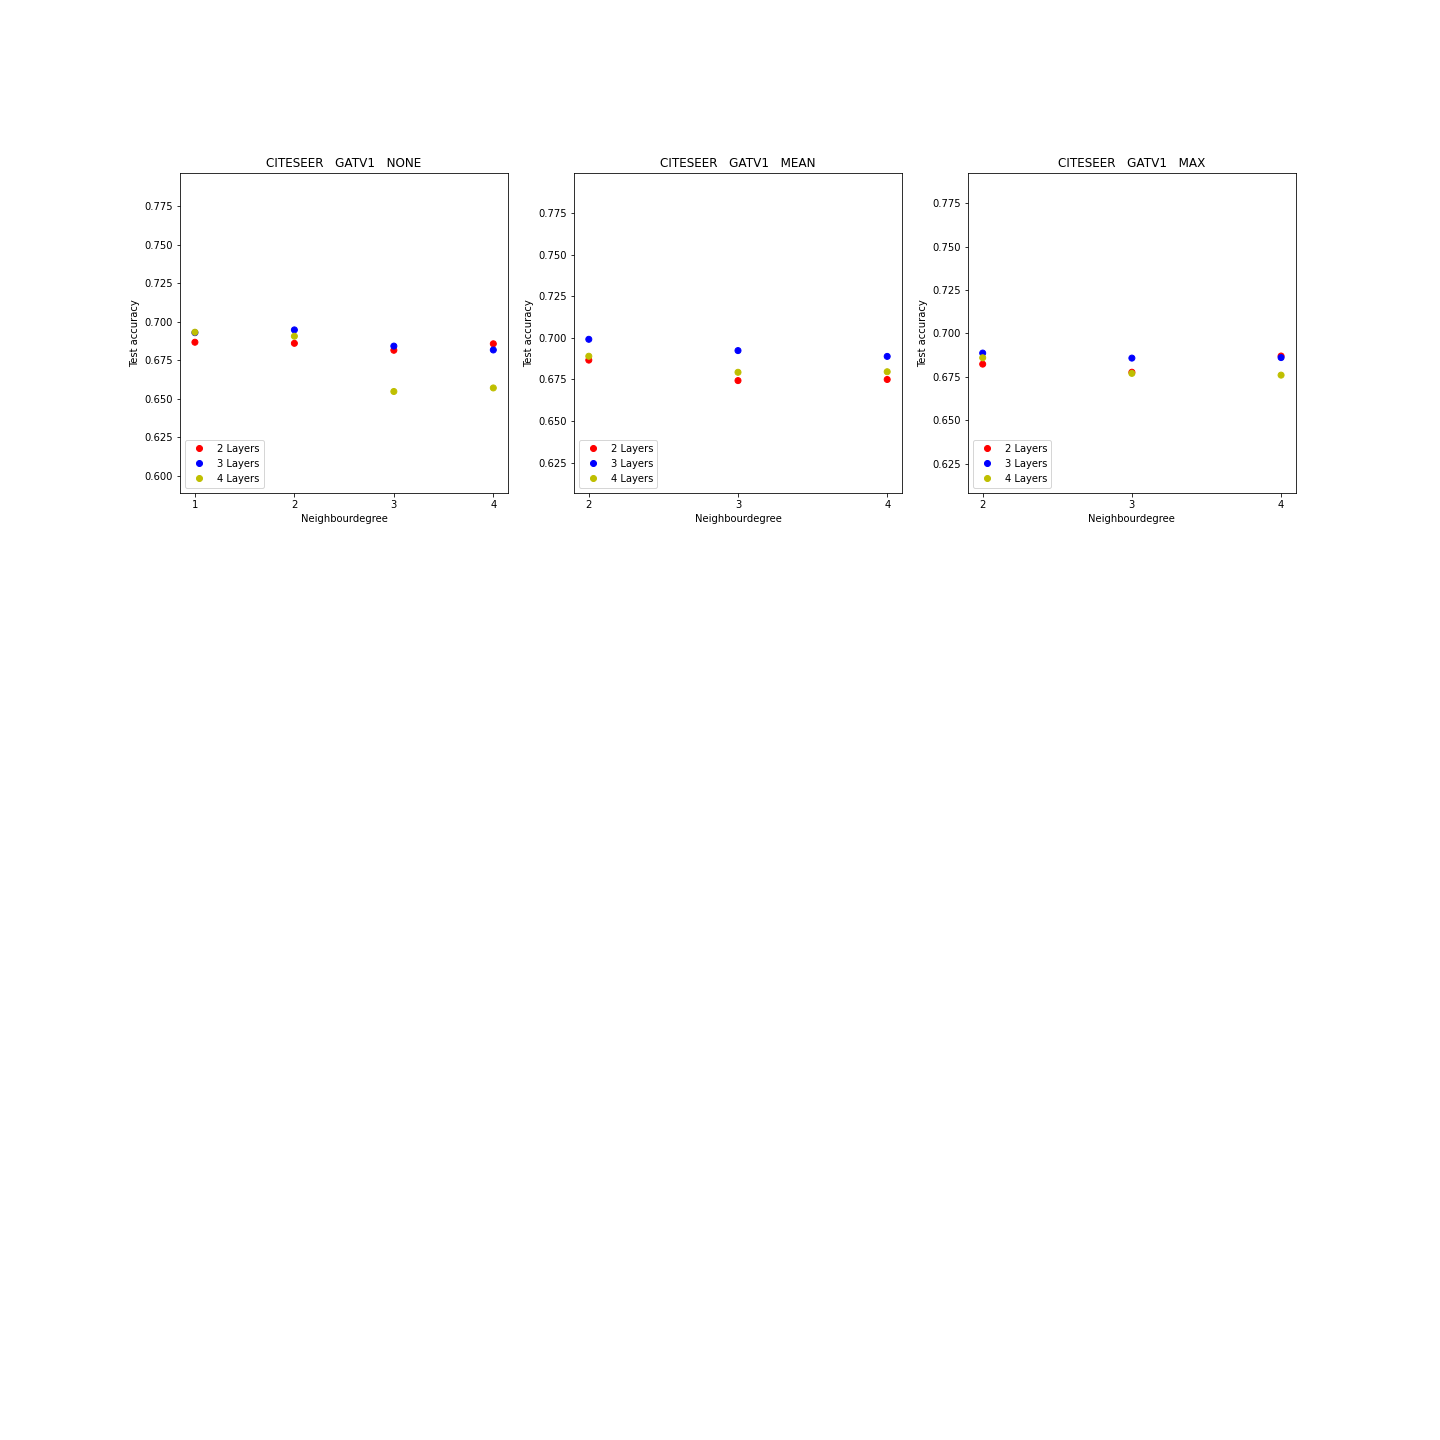 CITESEER   GATV1   NONE
Test accuracy
0.775
0.750
0.725
0.700
0.675
0.650
0.625
0.600
2 Layers
3 Layers
4 Layers
1 2 3 4
Neighbourdegree
CITESEER   GATV1   MEAN
Test accuracy
0.775
0.750
0.725
0.700
0.675
0.650
0.625
2 Layers
3 Layers
4 Layers
2 3 4
Neighbourdegree
CITESEER   GATV1   MAX
Test accuracy
0.775
0.750
0.725
0.700
0.675
0.650
0.625
2 Layers
3 Layers
4 Layers
2 3 4
Neighbourdegree